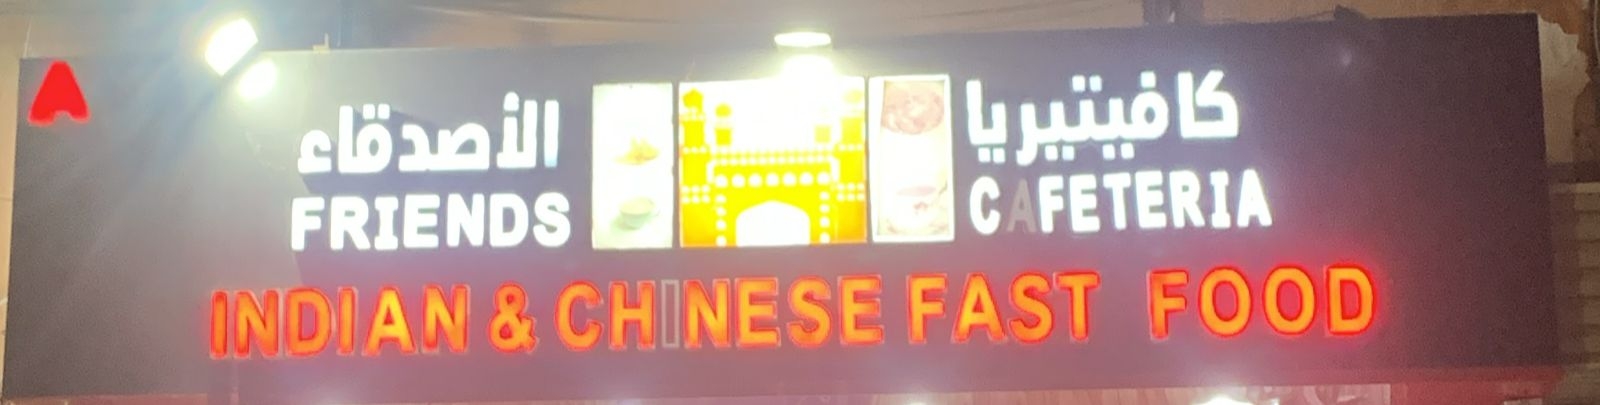 A
كافيتيريا الأصدقاء
FRIENDS CAFETERIA
INDIAN & CHINESE FAST FOOD